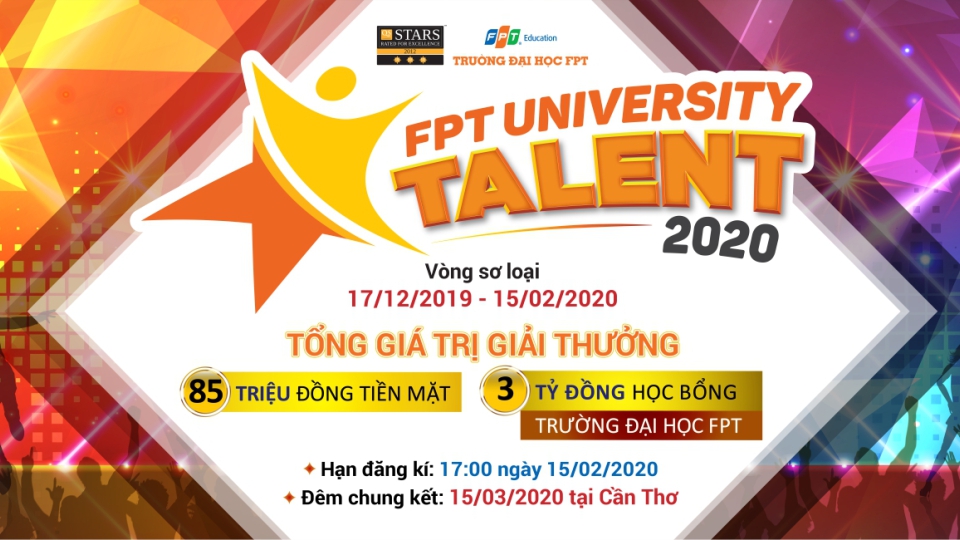 STARS
RATED FOR EXCELLENCE
2012
FPT Education
TRƯỜNG ĐẠI HỌC FPT
FPT UNIVERSITY
TALENT
2020
Vòng sơ loại
17/12/2019 - 15/02/2020
TỔNG GIÁ TRỊ GIẢI THƯỞNG
85 TRIỆU ĐỒNG TIỀN MẶT
3 TỶ ĐỒNG HỌC BỔNG
TRƯỜNG ĐẠI HỌC FPT
Hạn đăng kí: 17:00 ngày 15/02/2020
Đêm chung kết: 15/03/2020 tại Cần Thơ